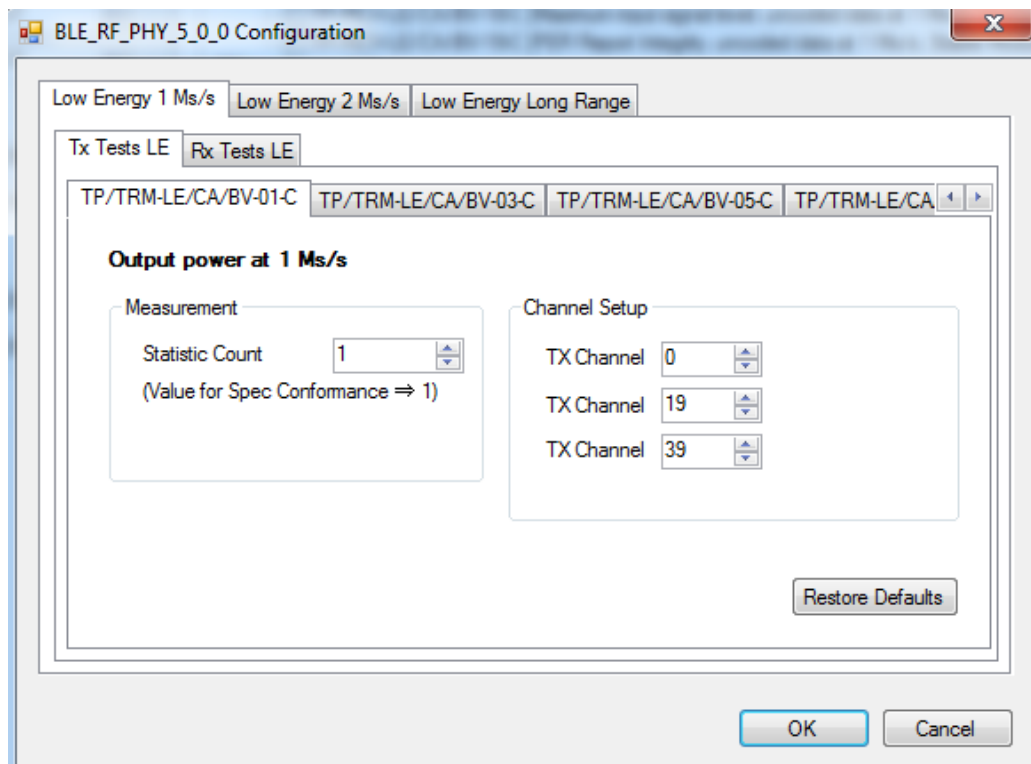 BLE_RF_PHY_5_0_0 Configuration
Low Energy 1 Ms/s Low Energy 2 Ms/s Low Energy Long Range
Tx Tests LE Rx Tests LE
TP/TRM-LE/CA/BV-01-C TP/TRM-LE/CA/BV-03-C TP/TRM-LE/CA/BV-05-C TP/TRM-LE/CA
Output power at 1 Ms/s
Measurement
Statistic Count 1
(Value for Spec Conformance ⇒ 1)
Channel Setup
TX Channel 0
TX Channel 19
TX Channel 39
Restore Defaults
OK Cancel